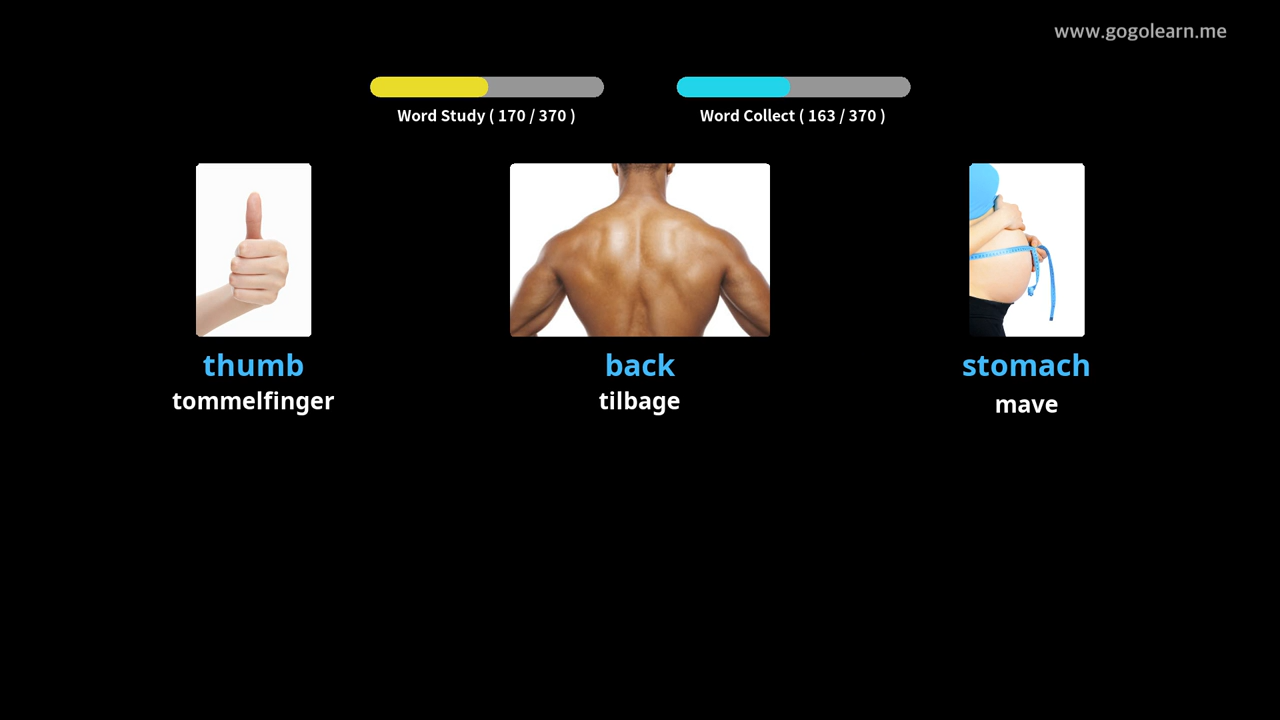 www.gogolearn.me
Word Study ( 170 / 370 )
Word Collect ( 163 / 370 )
thumb
tommelfinger
back
tilbage
stomach
mave